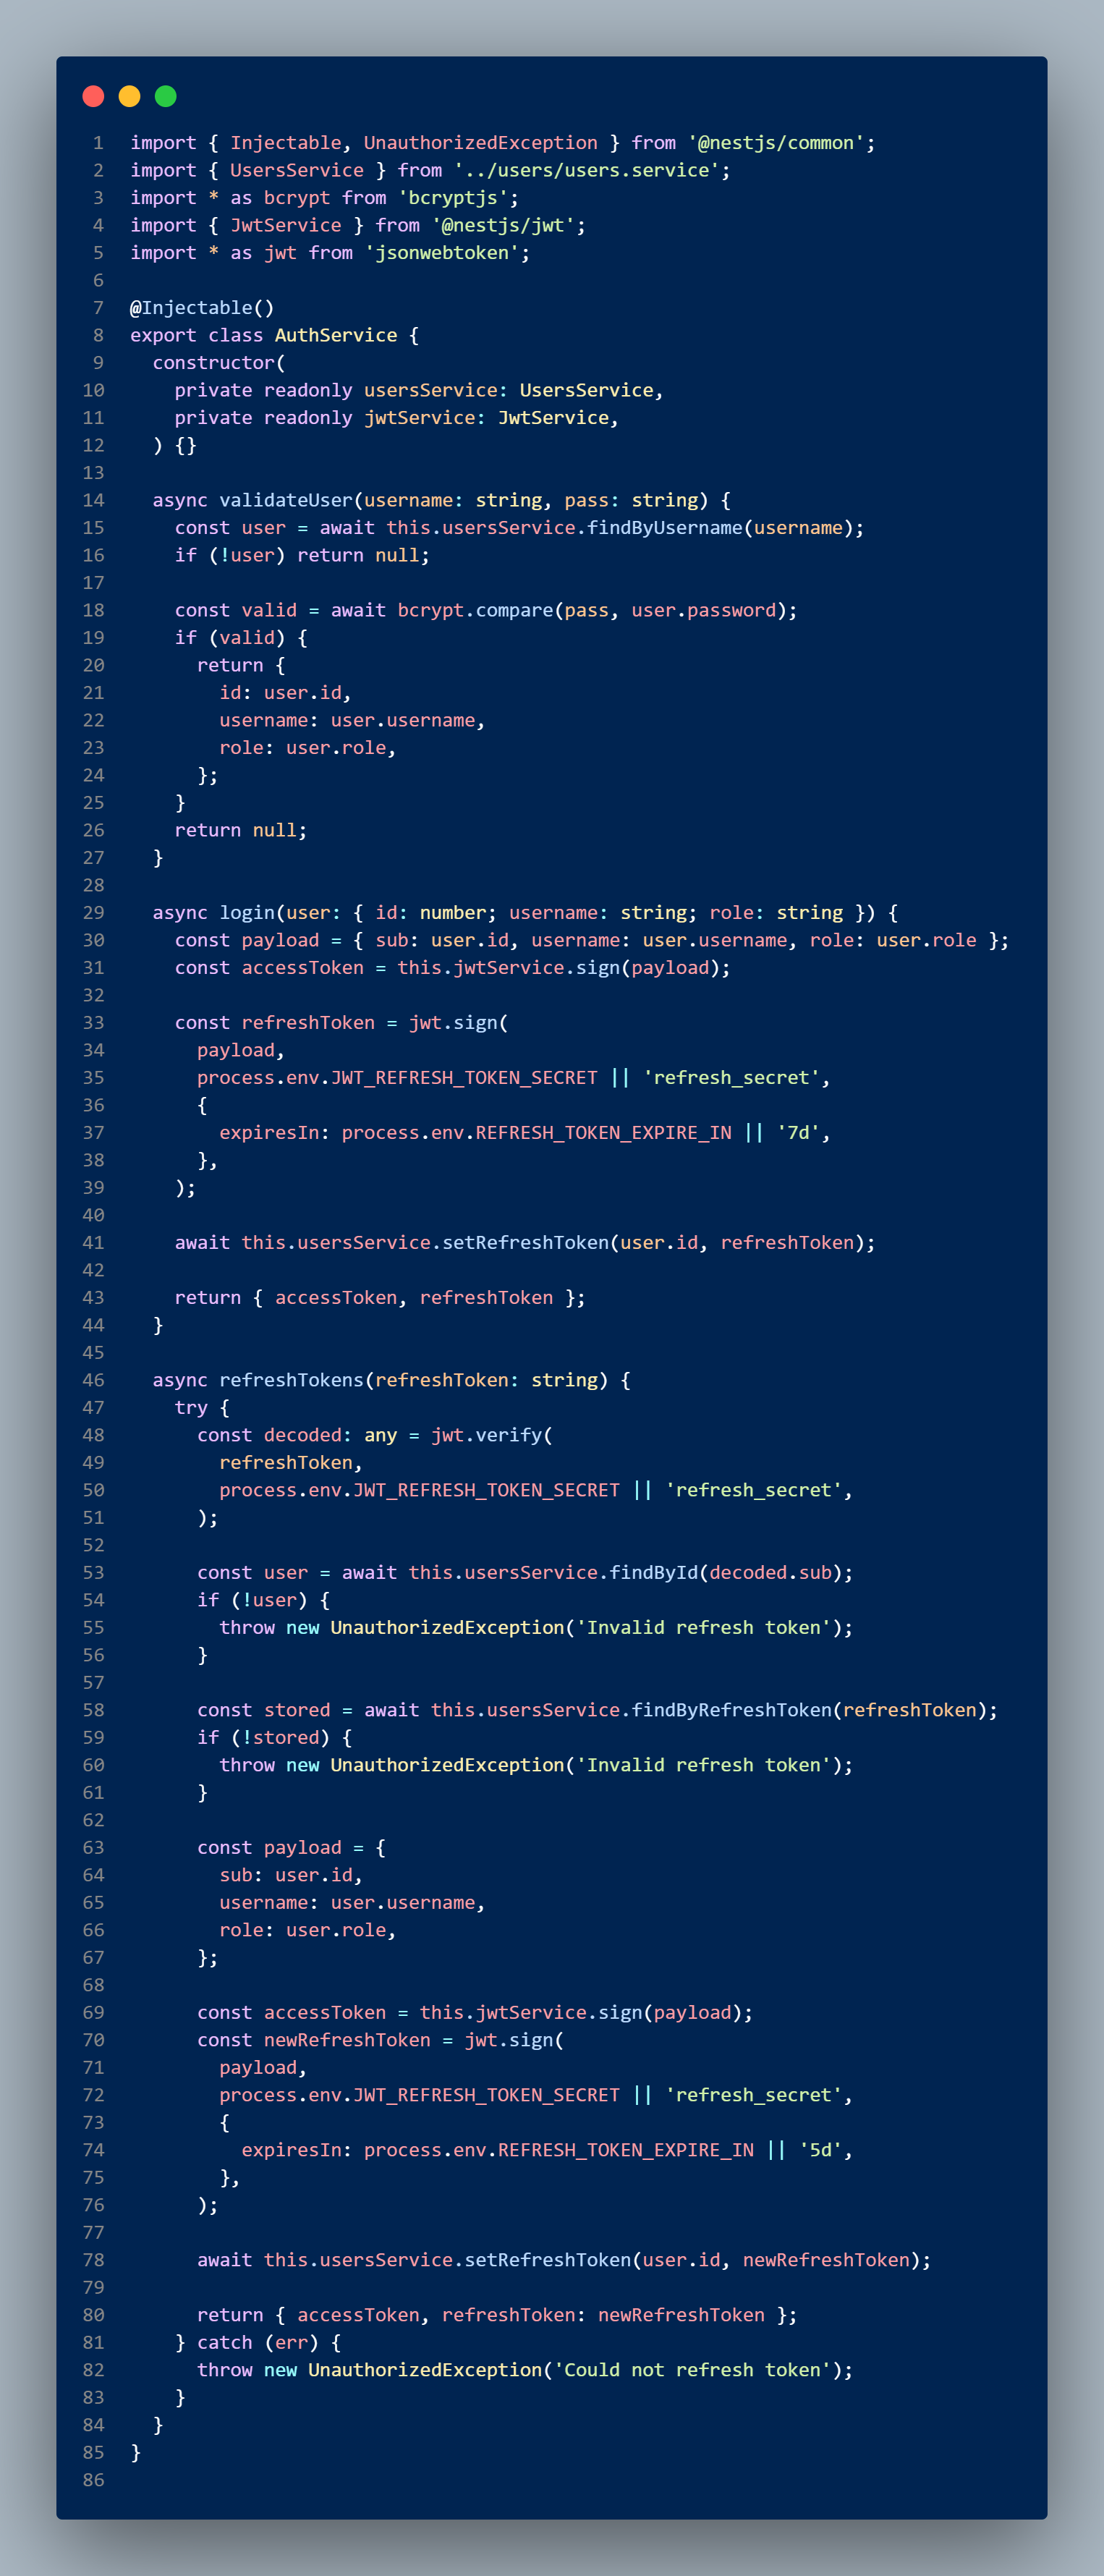 1 import { Injectable, UnauthorizedException } from '@nestjs/common';
2 import { UsersService } from '../users/users.service';
3 import * as bcrypt from 'bcryptjs';
4 import { JwtService } from '@nestjs/jwt';
5 import * as jwt from 'jsonwebtoken';
6
7 @Injectable()
8 export class AuthService {
9   constructor(
10     private readonly usersService: UsersService,
11     private readonly jwtService: JwtService,
12   ) {}
13
14   async validateUser(username: string, pass: string) {
15     const user = await this.usersService.findByUsername(username);
16     if (!user) return null;
17
18     const valid = await bcrypt.compare(pass, user.password);
19     if (valid) {
20       return {
21         id: user.id,
22         username: user.username,
23         role: user.role,
24       };
25     }
26     return null;
27   }
28
29   async login(user: { id: number; username: string; role: string }) {
30     const payload = { sub: user.id, username: user.username, role: user.role };
31     const accessToken = this.jwtService.sign(payload);
32
33     const refreshToken = jwt.sign(
34       payload,
35       process.env.JWT_REFRESH_TOKEN_SECRET || 'refresh_secret',
36       {
37         expiresIn: process.env.REFRESH_TOKEN_EXPIRE_IN || '7d',
38       },
39     );
40
41     await this.usersService.setRefreshToken(user.id, refreshToken);
42
43     return { accessToken, refreshToken };
44   }
45
46   async refreshTokens(refreshToken: string) {
47     try {
48       const decoded: any = jwt.verify(
49         refreshToken,
50         process.env.JWT_REFRESH_TOKEN_SECRET || 'refresh_secret',
51       );
52
53       const user = await this.usersService.findById(decoded.sub);
54       if (!user) {
55         throw new UnauthorizedException('Invalid refresh token');
56       }
57
58       const stored = await this.usersService.findByRefreshToken(refreshToken);
59       if (!stored) {
60         throw new UnauthorizedException('Invalid refresh token');
61       }
62
63       const payload = {
64         sub: user.id,
65         username: user.username,
66         role: user.role,
67       };
68
69       const accessToken = this.jwtService.sign(payload);
70       const newRefreshToken = jwt.sign(
71         payload,
72         process.env.JWT_REFRESH_TOKEN_SECRET || 'refresh_secret',
73         {
74           expiresIn: process.env.REFRESH_TOKEN_EXPIRE_IN || '5d',
75         },
76       );
77
78       await this.usersService.setRefreshToken(user.id, newRefreshToken);
79
80       return { accessToken, refreshToken: newRefreshToken };
81     } catch (err) {
82       throw new UnauthorizedException('Could not refresh token');
83     }
84   }
85 }
86